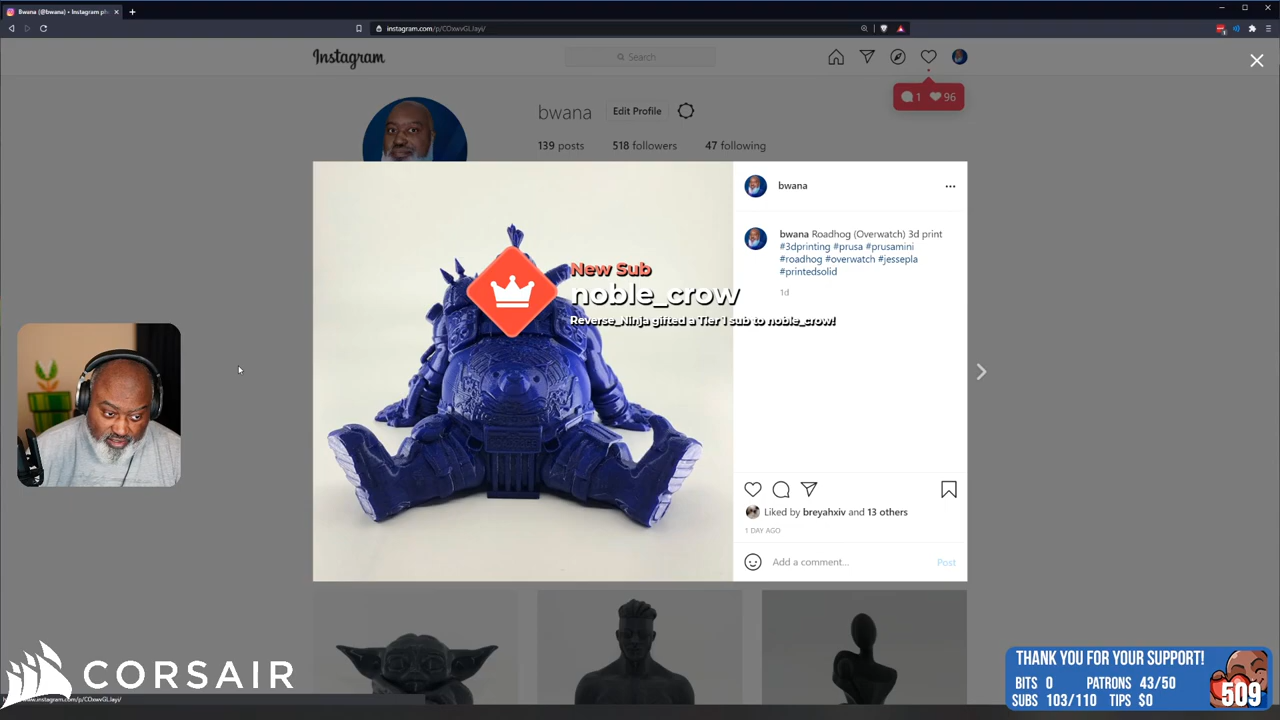 Bwana (@bwana) • Instagram ph
instagram.com/p/COxwvGLJayi/
Instagram
Search
1 96
bwana Edit Profile
139 posts 518 followers 47 following
bwana
bwana Roadhog (Overwatch) 3d print
#3dprinting #prusa #prusamini
#roadhog #overwatch #jessepla
#printedsolid
1d
New Sub
noble_crow
Reverse_Ninja gifted a Tier 1 sub to noble_crow!
Liked by breyahxiv and 13 others
1 DAY AGO
Add a comment... Post
CORSAIR
THANK YOU FOR YOUR SUPPORT!
BITS 0 PATRONS 43/50
SUBS 103/110 TIPS $0
509